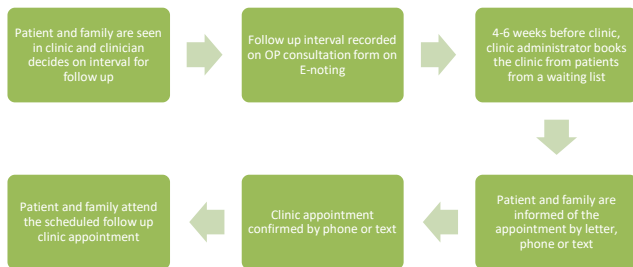 Patient and family are seen
in clinic and clinician
decides on interval for
follow up
Follow up interval recorded
on OP consultation form on
E-noting
4-6 weeks before clinic,
clinic administrator books
the clinic from patients
from a waiting list
Patient and family are
informed of the
appointment by letter,
phone or text
Clinic appointment
confirmed by phone or text
Patient and family attend
the scheduled follow up
clinic appointment